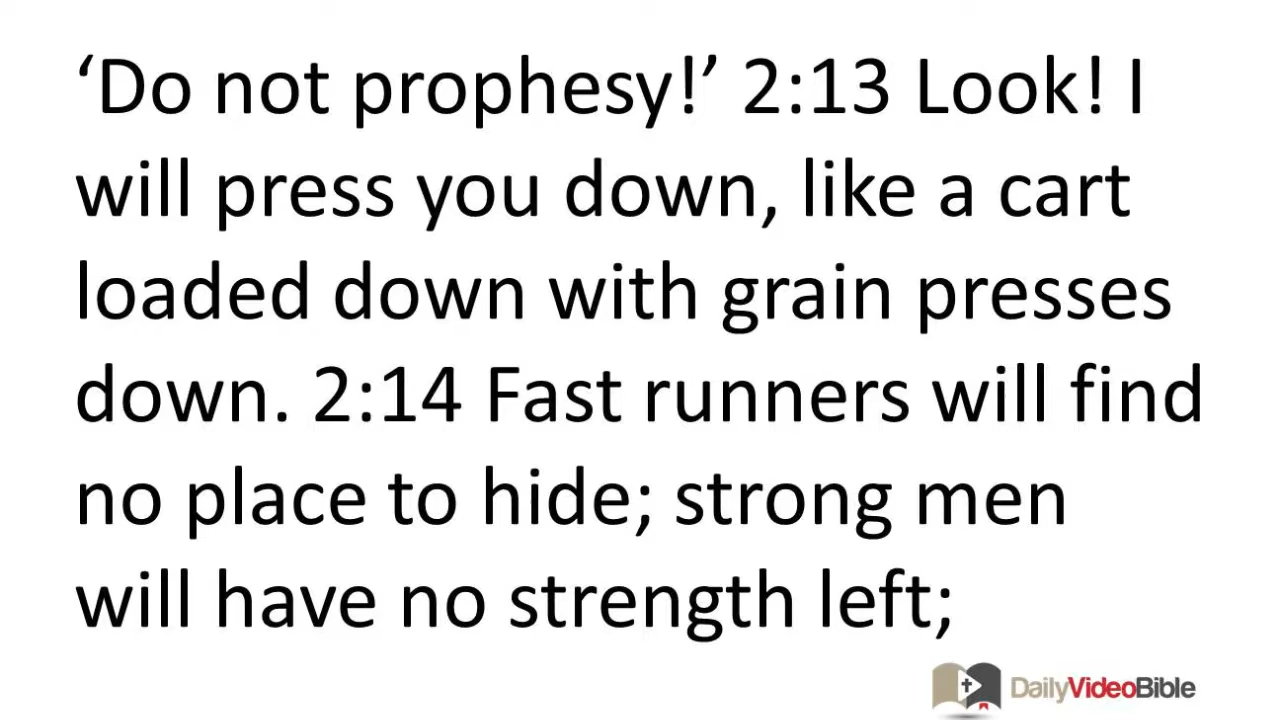 ‘Do not prophesy!’ 2:13 Look! I
will press you down, like a cart
loaded down with grain presses
down. 2:14 Fast runners will find
no place to hide; strong men
will have no strength left;
DailyVideoBible